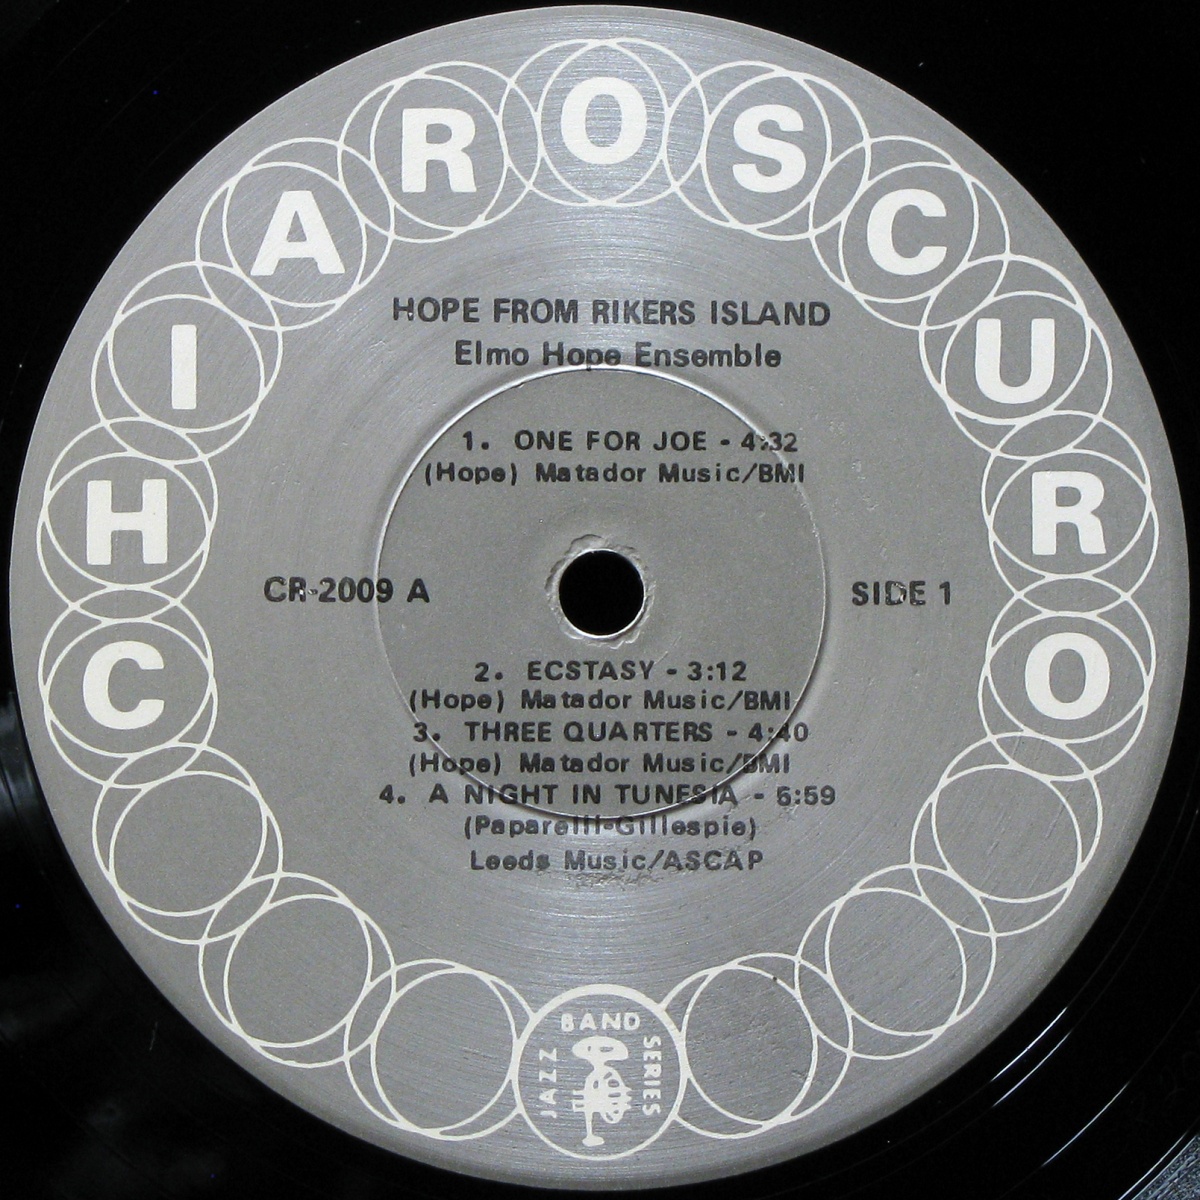 CHIAROSCURO
HOPE FROM RIKERS ISLAND
Elmo Hope Ensemble
1. ONE FOR JOE - 4:32
(Hope) Matador Music/BMI
CR-2009 A
SIDE 1
2. ECSTASY - 3:12
(Hope) Matador Music/BMI
3. THREE QUARTERS - 4:40
(Hope) Matador Music/BMI
4. A NIGHT IN TUNESIA - 5:59
(Paparelli-Gillespie)
Leeds Music/ASCAP
JAZZ BAND SERIES